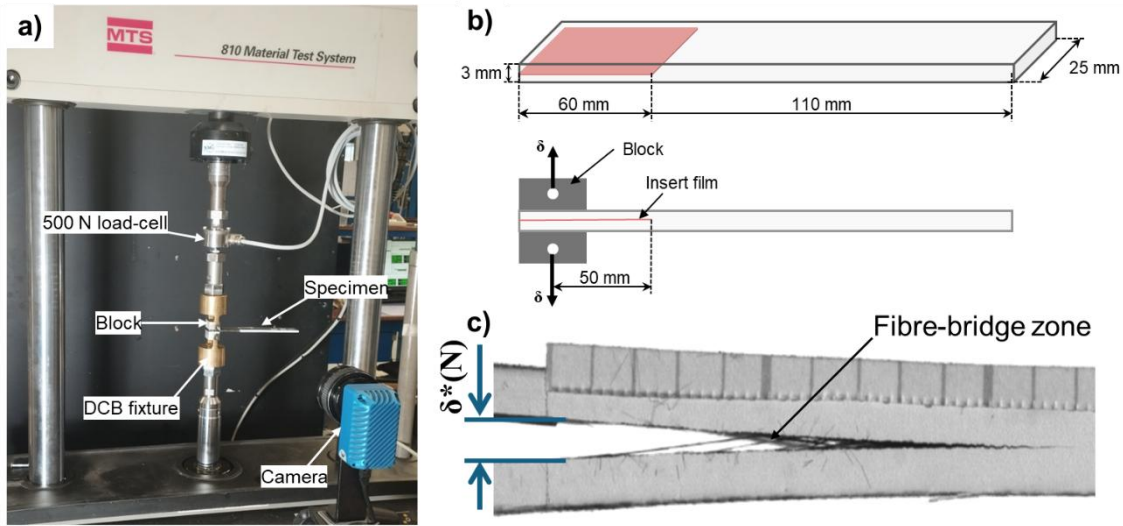 a)
MTS
810 Material Test System
500 N load-cell
Specimen
Block
DCB fixture
Camera
b)
3 mm
25 mm
60 mm
110 mm
δ
Block
Insert film
50 mm
δ
c)
Fibre-bridge zone
δ*(N)